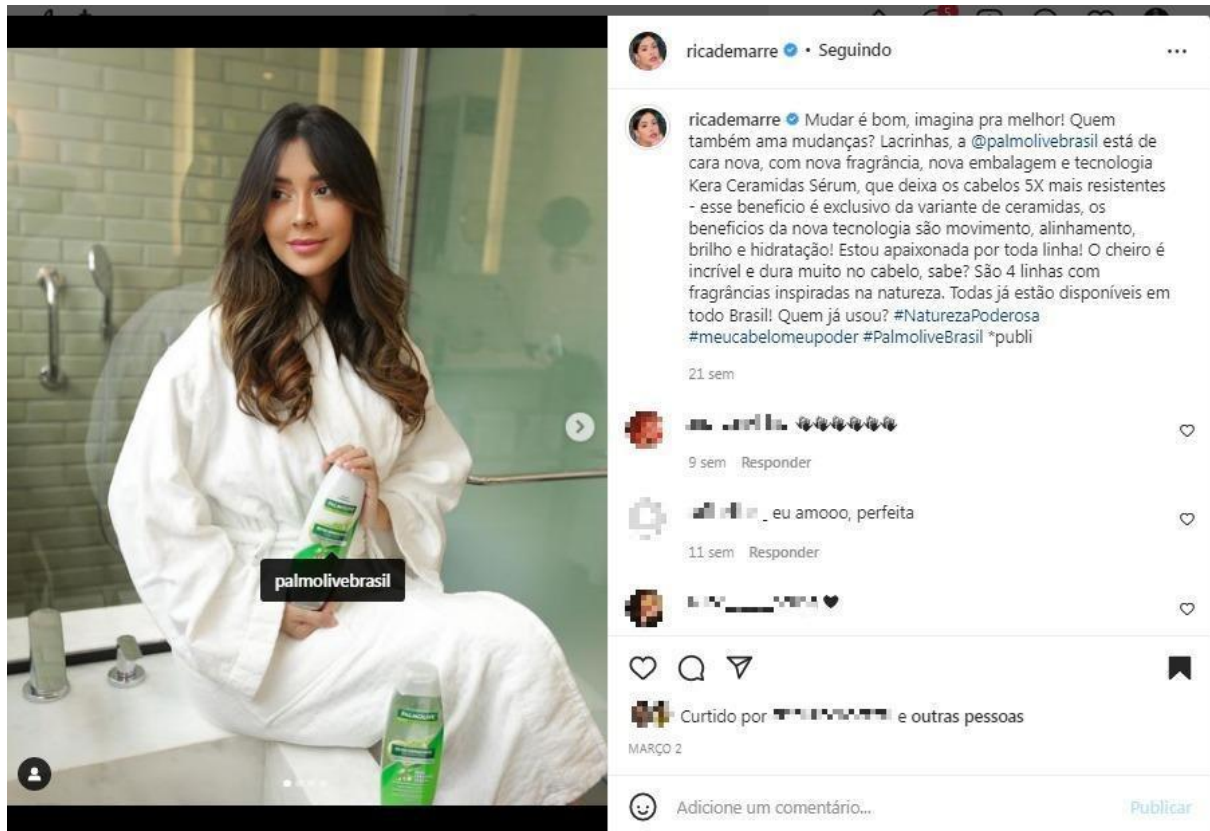 5
ricademarre • Seguindo
ricademarre Mudar é bom, imagina pra melhor! Quem
também ama mudanças? Lacrinhas, a @palmolivebrasil está de
cara nova, com nova fragrância, nova embalagem e tecnologia
Kera Ceramidas Sérum, que deixa os cabelos 5X mais resistentes
- esse beneficio é exclusivo da variante de ceramidas, os
beneficios da nova tecnologia são movimento, alinhamento,
brilho e hidratação! Estou apaixonada por toda linha! O cheiro é
incrível e dura muito no cabelo, sabe? São 4 linhas com
fragrâncias inspiradas na natureza. Todas já estão disponíveis em
todo Brasil! Quem já usou? #NaturezaPoderosa
#meucabelomeupoder #PalmoliveBrasil *publi
21 sem
9 sem Responder
eu amooo, perfeita
11 sem Responder
Curtido por
e outras pessoas
MARÇO 2
Adicione um comentário...
Publicar
PALMOLIVE
palmolivebrasil
PALMOLIVE